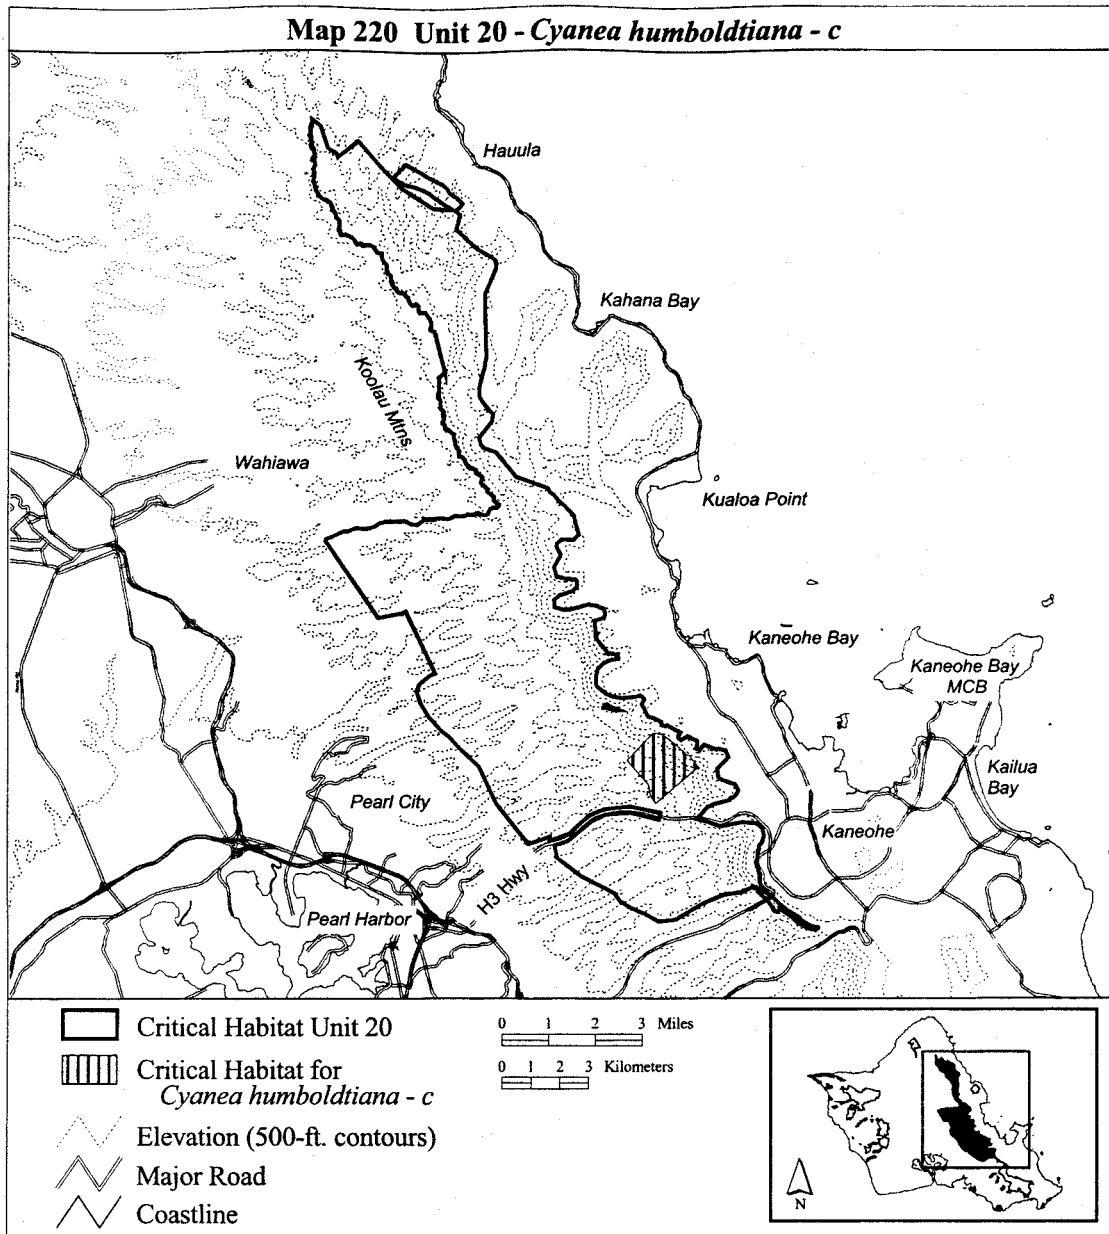 Map 220 Unit 20 - Cyanea humboldtiana - c
Hauula
Kahana Bay
Koolau Mtns
Wahiawa
Kualoa Point
Kaneohe Bay
Kaneohe Bay
MCB
Kailua
Bay
Pearl City
Kaneohe
H3 Hwy
Pearl Harbor
Critical Habitat Unit 20
Critical Habitat for
Cyanea humboldtiana - c
Elevation (500-ft. contours)
Major Road
Coastline
0 1 2 3 Miles
0 1 2 3 Kilometers
N